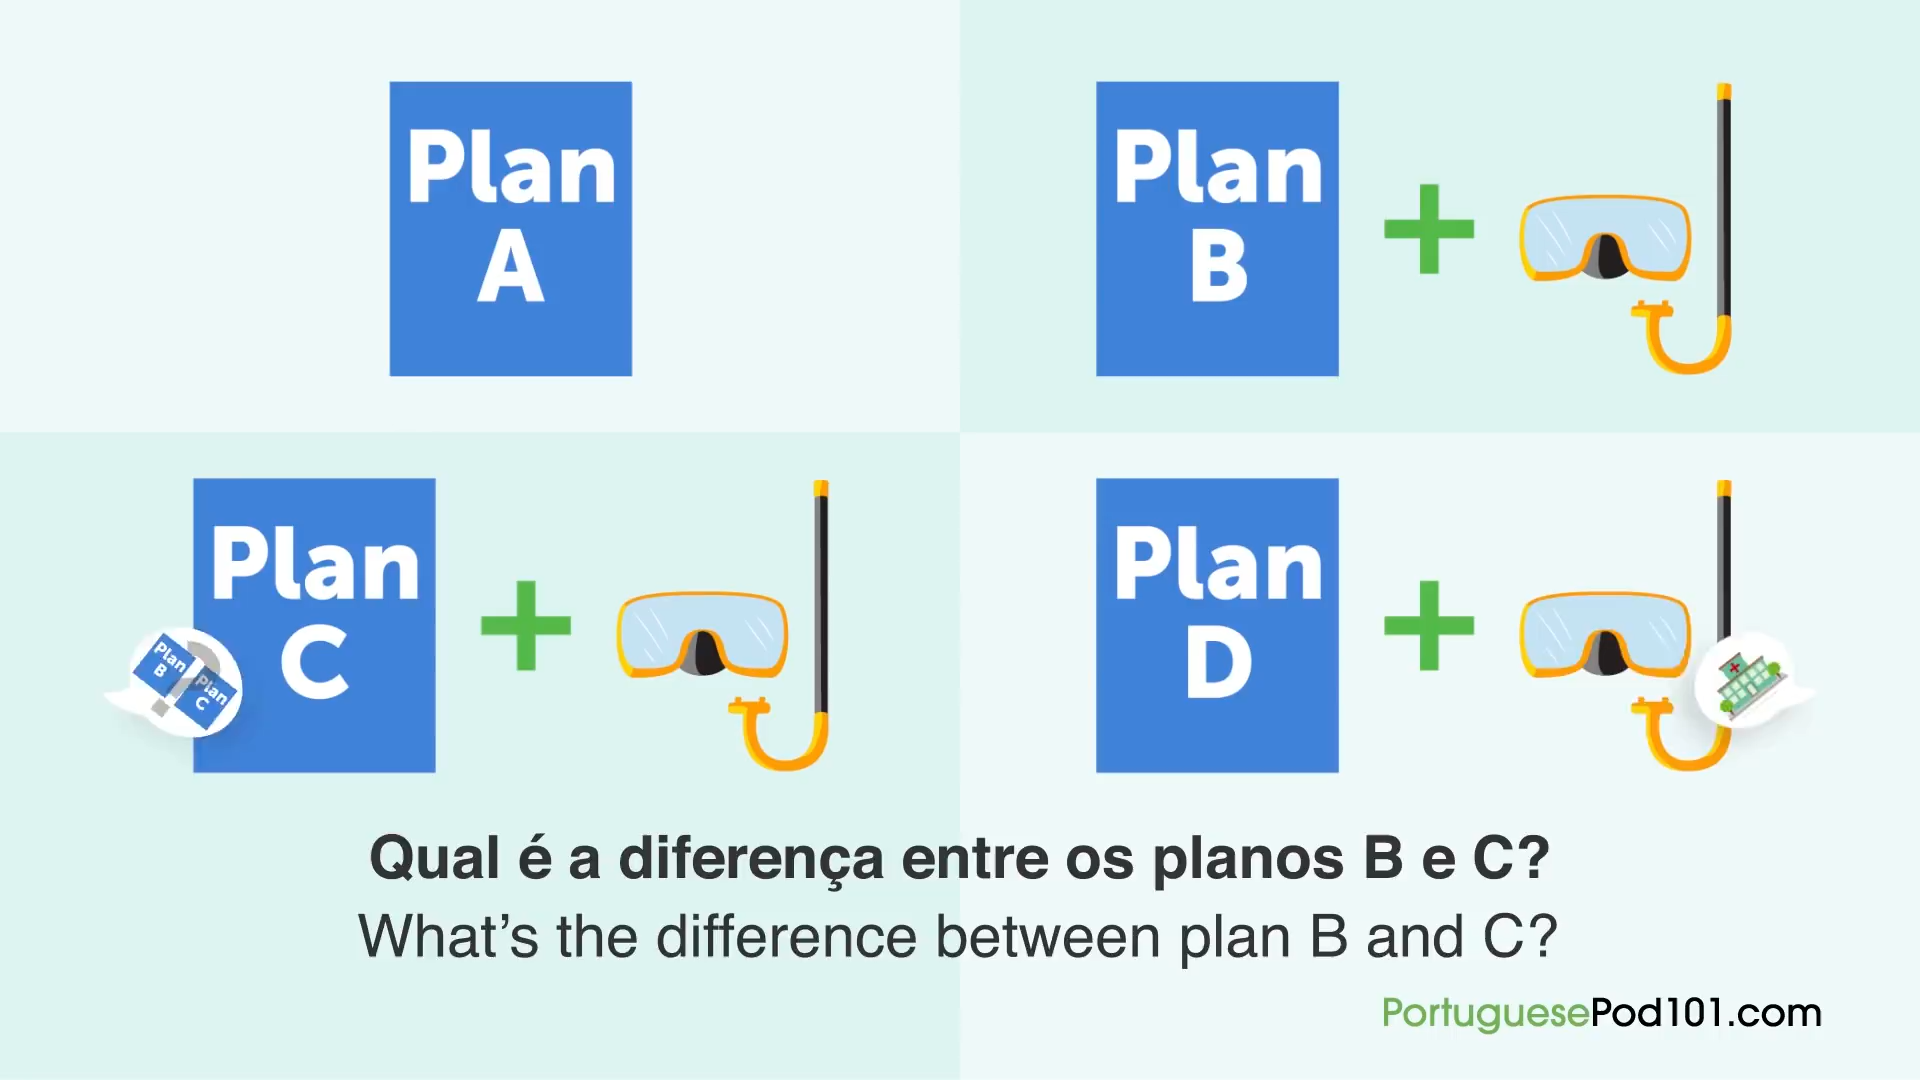 Plan
A
Plan
B
Plan
C
Plan
D
Plan
B
Plan
C
?
Qual é a diferença entre os planos B e C?
What’s the difference between plan B and C?
PortuguesePod101.com